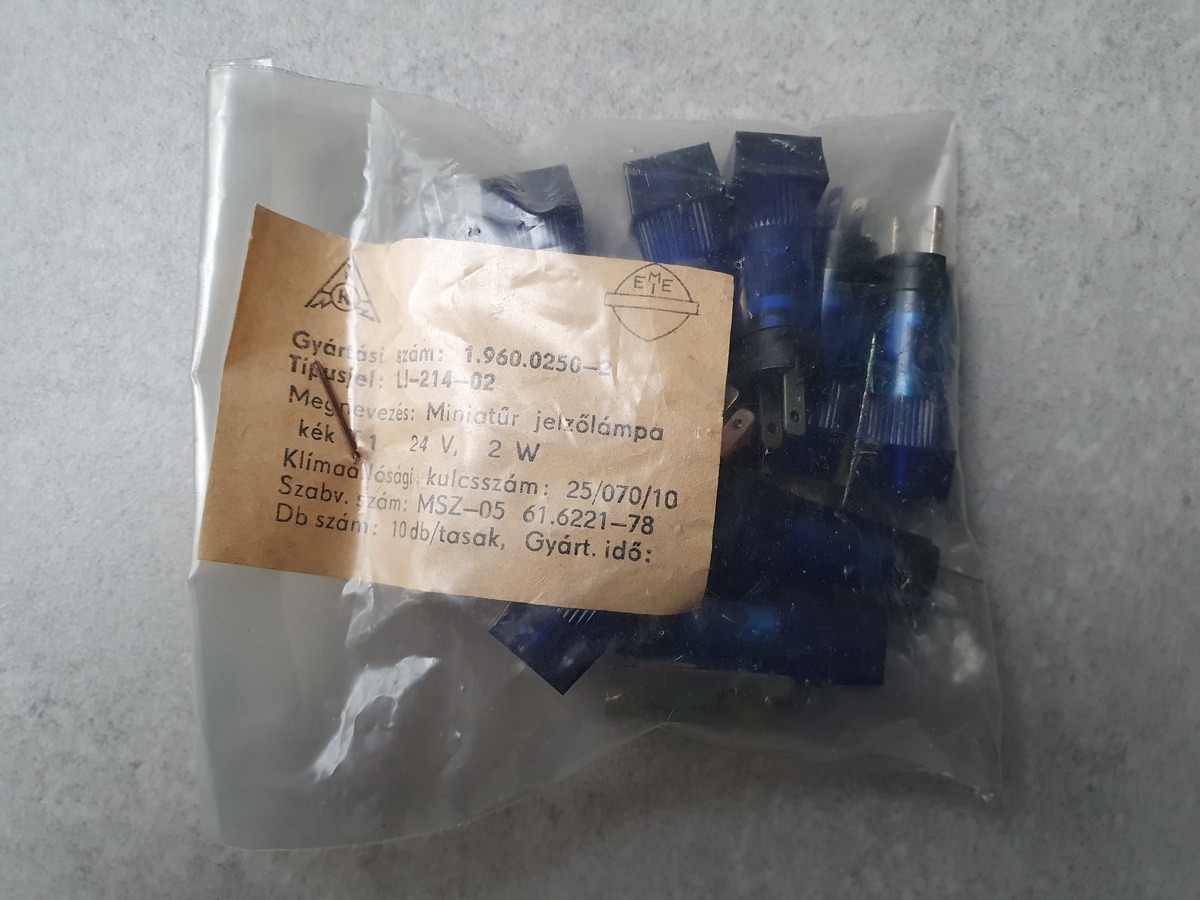 K
EMIE
Gyártási szám: 1.960.0250—2
Típusjel: LJ—214—02
Megnevezés: Miniatűr jelzőlámpa
kék 24 V, 2 W
Klímaállósági kulcsszám: 25/070/10
Szabv. szám: MSZ—05 61.6221—78
Db szám: 10db/tasak, Gyárt. idő: